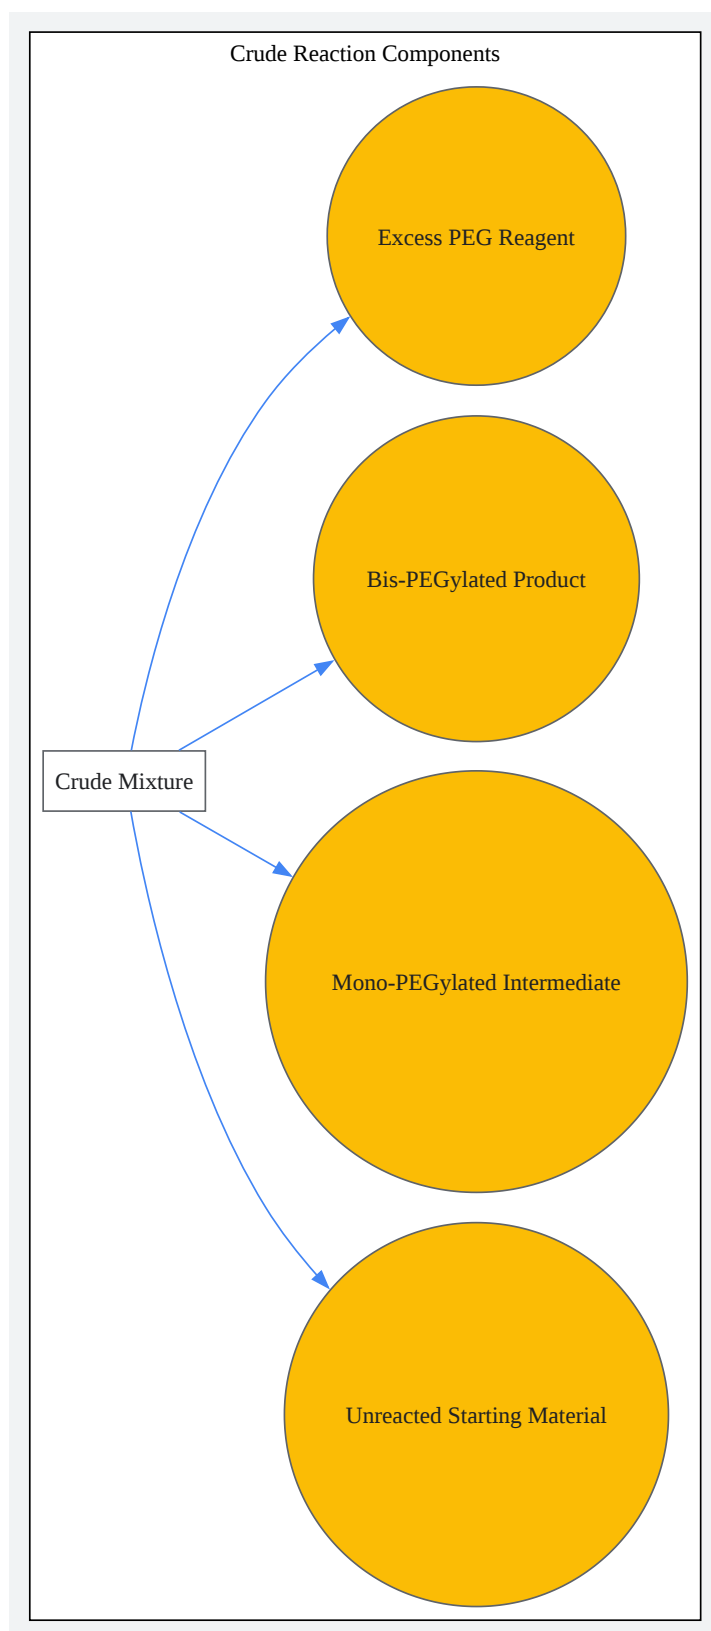 Crude Reaction Components
Excess PEG Reagent
Bis-PEGylated Product
Crude Mixture
Mono-PEGylated Intermediate
Unreacted Starting Material